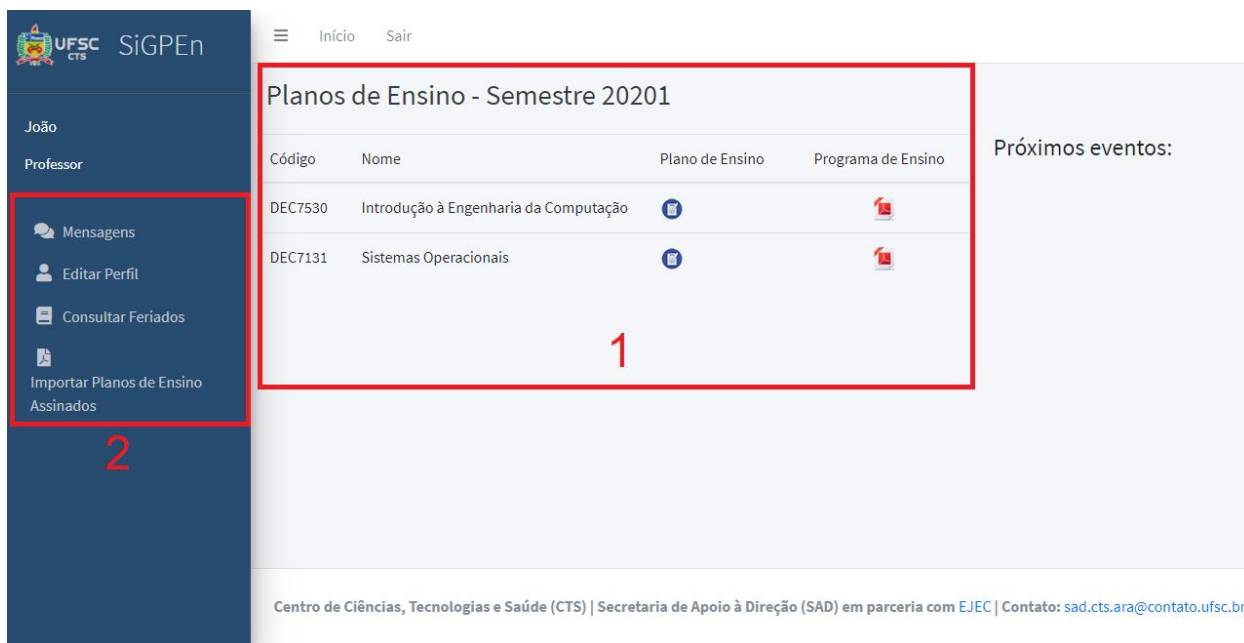 UFSC
CTS
SiGPEn
Início Sair
João
Professor
Mensagens
Editar Perfil
Consultar Feriados
Importar Planos de Ensino
Assinados
2
Planos de Ensino - Semestre 20201
Código Nome Plano de Ensino Programa de Ensino
DEC7530 Introdução à Engenharia da Computação
DEC7131 Sistemas Operacionais
1
Próximos eventos:
Centro de Ciências, Tecnologias e Saúde (CTS) | Secretaria de Apoio à Direção (SAD) em parceria com EJEC | Contato: sad.cts.ara@contato.ufsc.br